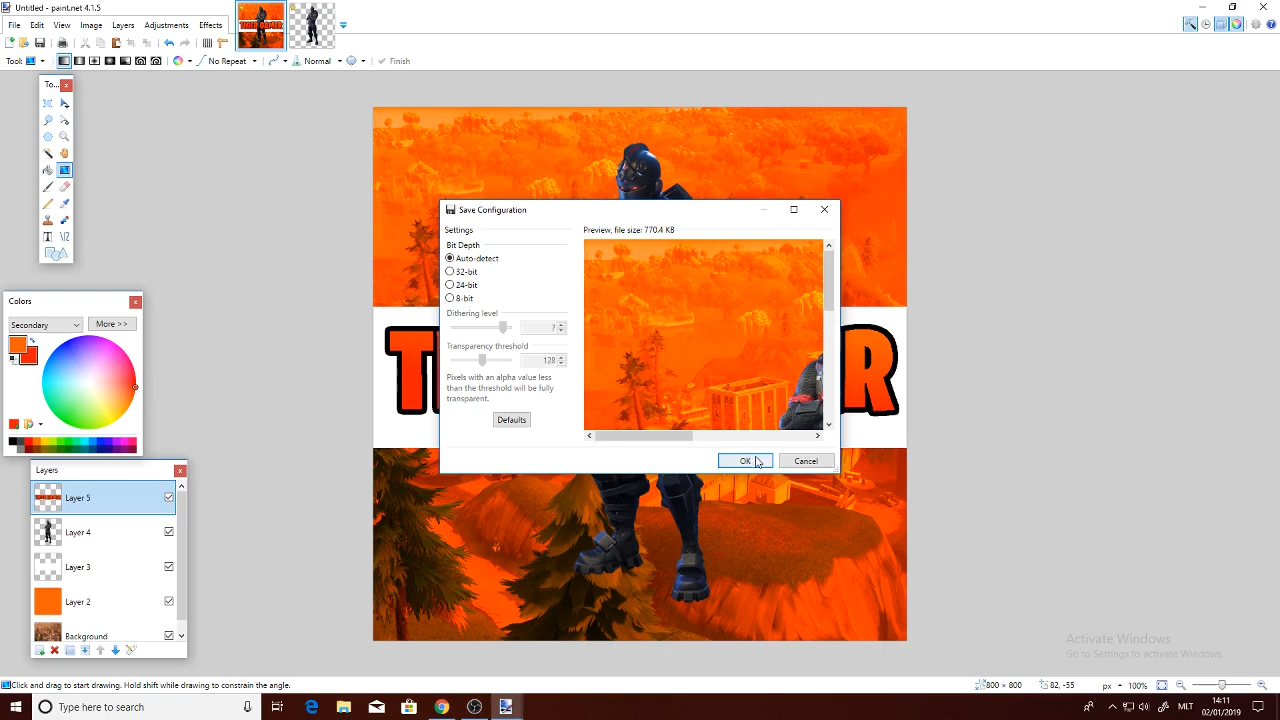 Untitled - paint.net 4.1.5
File Edit View Image Layers Adjustments Effects
Tool: No Repeat Normal Finish
To...
Save Configuration
Settings
Preview, file size: 770.4 KB
Bit Depth
Auto-detect
32-bit
24-bit
8-bit
Dithering level
7
Transparency threshold
128
Pixels with an alpha value less
than the threshold will be fully
transparent.
Defaults
OK Cancel
Colors
Secondary More >>
Layers
Layer 5
Layer 4
Layer 3
Layer 2
Background
Activate Windows
Go to Settings to activate Windows.
Click and drag to start drawing. Hold shift while drawing to constrain the angle.
800 × 800 82, -55 px 100%
Type here to search
MLT
14:11
02/01/2019